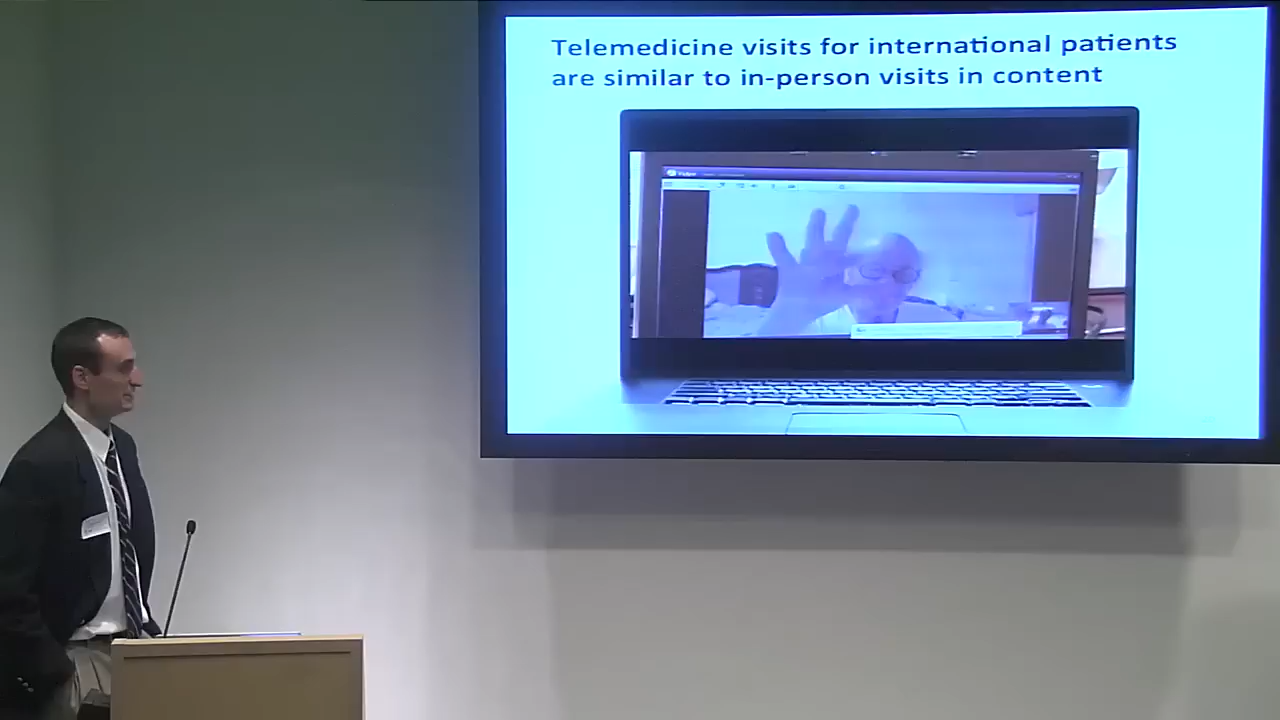 Telemedicine visits for international patients
are similar to in-person visits in content